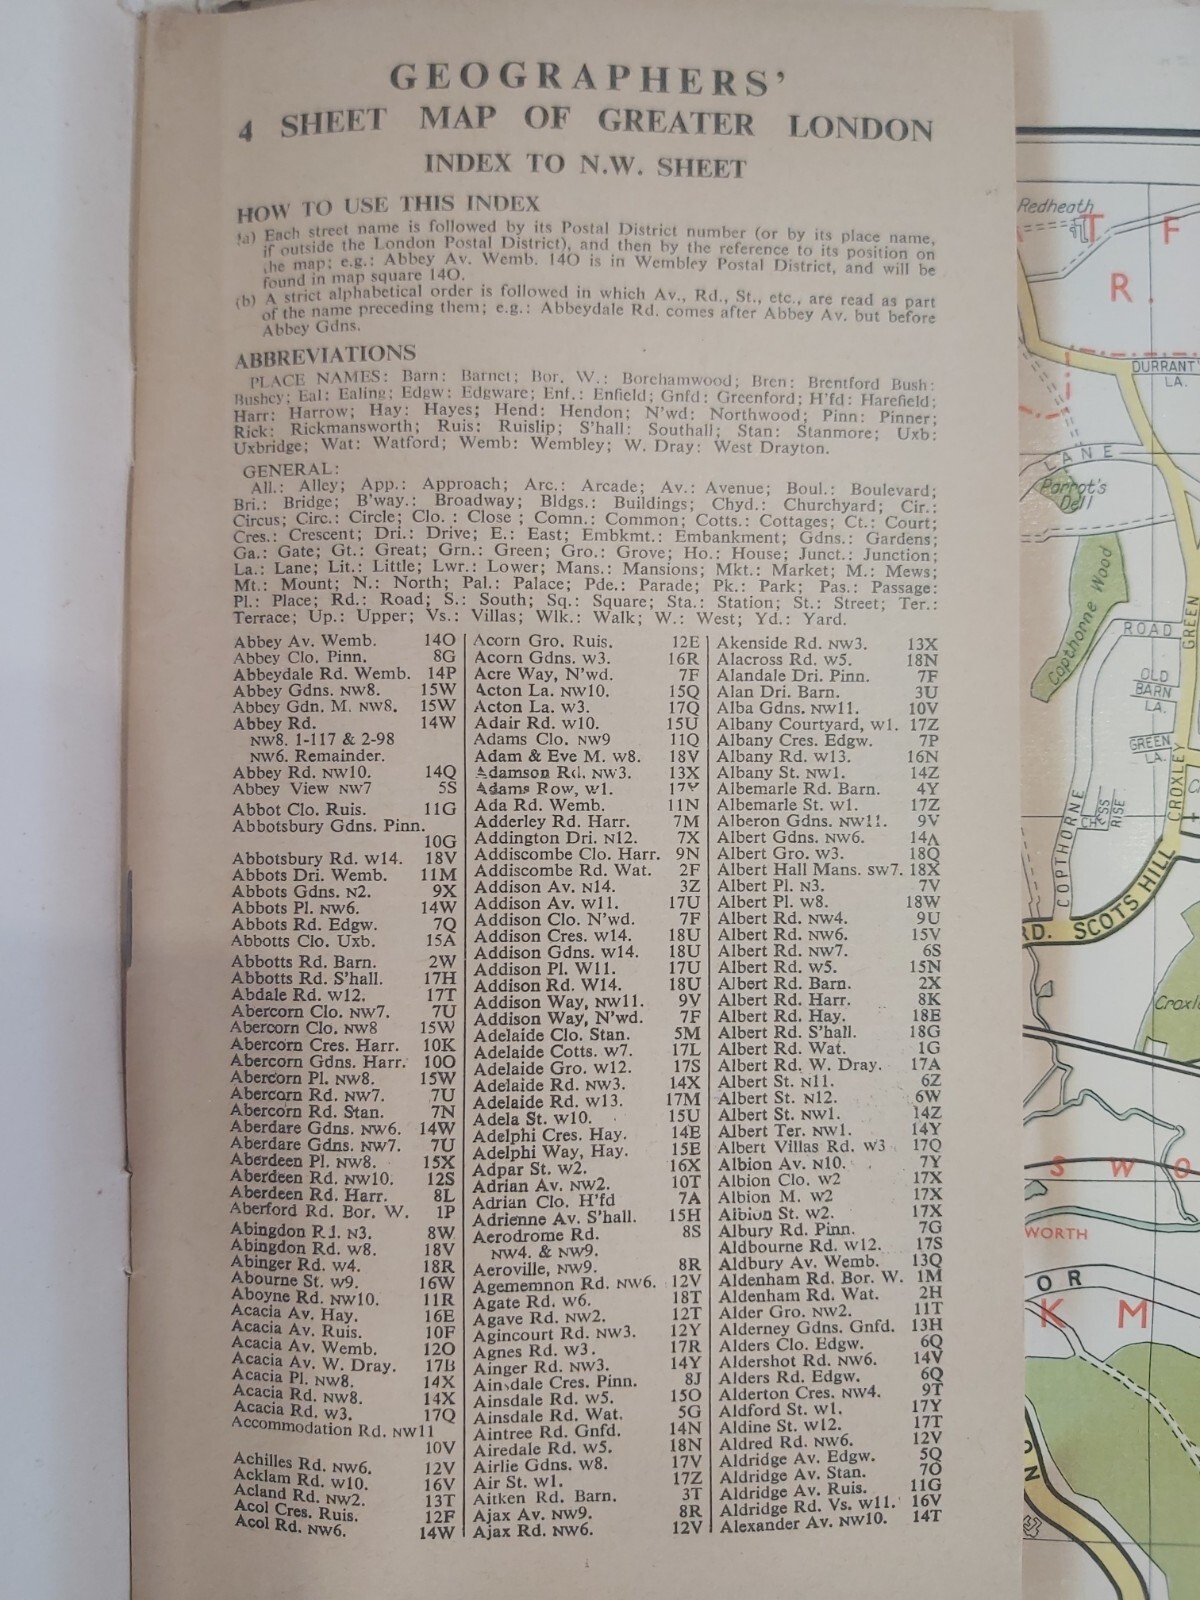 GEOGRAPHERS'
4 SHEET MAP OF GREATER LONDON
INDEX TO N.W. SHEET
HOW TO USE THIS INDEX
(a) Each street name is followed by its Postal District number (or by its place name,
if outside the London Postal District), and then by the reference to its position on
the map; e.g.: Abbey Av. Wemb. 14O is in Wembley Postal District, and will be
found in map square 14O.
(b) A strict alphabetical order is followed in which Av., Rd., St., etc., are read as part
of the name preceding them; e.g.: Abbeydale Rd. comes after Abbey Av. but before
Abbey Gdns.
ABBREVIATIONS
PLACE NAMES: Barn: Barnet; Bor. W.: Borehamwood; Bren: Brentford Bush:
Bushey; Eal: Ealing; Edgw: Edgware; Enf.: Enfield; Gnfd: Greenford; H'fd: Harefield;
Harr: Harrow; Hay: Hayes; Hend: Hendon; N'wd: Northwood; Pinn: Pinner;
Rick: Rickmansworth; Ruis: Ruislip; S'hall: Southall; Stan: Stanmore; Uxb:
Uxbridge; Wat: Watford; Wemb: Wembley; W. Dray: West Drayton.
GENERAL:
All.: Alley; App.: Approach; Arc.: Arcade; Av.: Avenue; Boul.: Boulevard;
Bri.: Bridge; B'way.: Broadway; Bldgs.: Buildings; Chyd.: Churchyard; Cir.:
Circus; Circ.: Circle; Clo. : Close ; Comn.: Common; Cotts.: Cottages; Ct.: Court;
Cres.: Crescent; Dri.: Drive; E.: East; Embkmt.: Embankment; Gdns.: Gardens;
Ga.: Gate; Gt.: Great; Grn.: Green; Gro.: Grove; Ho.: House; Junct.: Junction;
La.: Lane; Lit.: Little; Lwr.: Lower; Mans.: Mansions; Mkt.: Market; M.: Mews;
Mt.: Mount; N.: North; Pal.: Palace; Pde.: Parade; Pk.: Park; Pas.: Passage:
Pl.: Place; Rd.: Road; S.: South; Sq.: Square; Sta.: Station; St.: Street; Ter.:
Terrace; Up.: Upper; Vs.: Villas; Wlk.: Walk; W.: West; Yd.: Yard.
Abbey Av. Wemb. 14O
Abbey Clo. Pinn. 8G
Abbeydale Rd. Wemb. 14P
Abbey Gdns. NW8. 15W
Abbey Gdn. M. NW8. 15W
Abbey Rd. 14W
NW8. 1-117 & 2-98
NW6. Remainder.
Abbey Rd. NW10. 14Q
Abbey View NW7 5S
Abbot Clo. Ruis. 11G
Abbotsbury Gdns. Pinn.
10G
Abbotsbury Rd. W14. 18V
Abbots Dri. Wemb. 11M
Abbots Gdns. N2. 9X
Abbots Pl. NW6. 14W
Abbots Rd. Edgw. 7Q
Abbotts Clo. Uxb. 15A
Abbotts Rd. Barn. 2W
Abbotts Rd. S'hall. 17H
Abdale Rd. W12. 17T
Abercorn Clo. NW7. 7U
Abercorn Clo. NW8 15W
Abercorn Cres. Harr. 10K
Abercorn Gdns. Harr. 10O
Abercorn Pl. NW8. 15W
Abercorn Rd. NW7. 7U
Abercorn Rd. Stan. 7N
Aberdare Gdns. NW6. 14W
Aberdare Gdns. NW7. 7U
Aberdeen Pl. NW8. 15X
Aberdeen Rd. NW10. 12S
Aberdeen Rd. Harr. 8L
Aberford Rd. Bor. W. 1P
Abingdon Rd. N3. 8W
Abingdon Rd. W8. 18V
Abinger Rd. W4. 18R
Abourne St. W9. 16W
Aboyne Rd. NW10. 11R
Acacia Av. Hay. 16E
Acacia Av. Ruis. 10F
Acacia Av. Wemb. 12O
Acacia Av. W. Dray. 17B
Acacia Pl. NW8. 14X
Acacia Rd. NW8. 14X
Acacia Rd. W3. 17Q
Accommodation Rd. NW11
10V
Achilles Rd. NW6. 12V
Acklam Rd. W10. 16V
Acland Rd. NW2. 13T
Acol Cres. Ruis. 12F
Acol Rd. NW6. 14W
Acorn Gro. Ruis. 12E
Acorn Gdns. W3. 16R
Acre Way, N'wd. 7F
Acton La. NW10. 15Q
Acton La. W3. 17Q
Adair Rd. W10. 15U
Adams Clo. NW9 11Q
Adam & Eve M. W8. 18V
Adamson Rd. NW3. 13X
Adams Row, W1. 17Y
Ada Rd. Wemb. 11N
Adderley Rd. Harr. 7M
Addington Dri. N12. 7X
Addiscombe Clo. Harr. 9N
Addiscombe Rd. Wat. 2F
Addison Av. N14. 3Z
Addison Av. W11. 17U
Addison Clo. N'wd. 7F
Addison Cres. W14. 18U
Addison Gdns. W14. 18U
Addison Pl. W11. 17U
Addison Rd. W14. 18U
Addison Way, NW11. 9V
Addison Way, N'wd. 7F
Adelaide Clo. Stan. 5M
Adelaide Cotts. W7. 17L
Adelaide Gro. W12. 17S
Adelaide Rd. NW3. 14X
Adelaide Rd. W13. 17M
Adela St. W10. 15U
Adelphi Cres. Hay. 14E
Adelphi Way, Hay. 15E
Adpar St. W2. 16X
Adrian Av. NW2. 10T
Adrian Clo. H'fd 7A
Adrienne Av. S'hall. 15H
Aerodrome Rd. 8S
NW4. & NW9.
Aeroville, NW9. 8R
Agememnon Rd. NW6. 12V
Agate Rd. W6. 18T
Agave Rd. NW2. 12T
Agincourt Rd. NW3. 12Y
Agnes Rd. W3. 17R
Ainger Rd. NW3. 14Y
Ainsdale Cres. Pinn. 8J
Ainsdale Rd. W5. 15O
Ainsdale Rd. Wat. 5G
Aintree Rd. Gnfd. 14N
Airedale Rd. W5. 18N
Airlie Gdns. W8. 17V
Air St. W1. 17Z
Aitken Rd. Barn. 3T
Ajax Av. NW9. 8R
Ajax Rd. NW6. 12V
Akenside Rd. NW3. 13X
Alacross Rd. W5. 18N
Alandale Dri. Pinn. 7F
Alan Dri. Barn. 3U
Alba Gdns. NW11. 10V
Albany Courtyard, W1. 17Z
Albany Cres. Edgw. 7P
Albany Rd. W13. 16N
Albany St. NW1. 14Z
Albemarle Rd. Barn. 4Y
Albemarle St. W1. 17Z
Alberon Gdns. NW11. 9V
Albert Gdns. NW6. 14A
Albert Gro. W3. 18Q
Albert Hall Mans. SW7. 18X
Albert Pl. N3. 7V
Albert Pl. W8. 18W
Albert Rd. NW4. 9U
Albert Rd. NW6. 15V
Albert Rd. NW7. 6S
Albert Rd. W5. 15N
Albert Rd. Barn. 2X
Albert Rd. Harr. 8K
Albert Rd. Hay. 18E
Albert Rd. S'hall. 18G
Albert Rd. Wat. 1G
Albert Rd. W. Dray. 17A
Albert St. N11. 6Z
Albert St. N12. 6W
Albert St. NW1. 14Z
Albert Ter. NW1. 14Y
Albert Villas Rd. W3 17Q
Albion Av. N10. 7Y
Albion Clo. W2 17X
Albion M. W2 17X
Albion St. W2. 17X
Albury Rd. Pinn. 7G
Aldbourne Rd. W12. 17S
Aldbury Av. Wemb. 13Q
Aldenham Rd. Bor. W. 1M
Aldenham Rd. Wat. 2H
Alder Gro. NW2. 11T
Alderney Gdns. Gnfd. 13H
Alders Clo. Edgw. 6Q
Aldershot Rd. NW6. 14V
Alders Rd. Edgw. 6Q
Alderton Cres. NW4. 9T
Aldford St. W1. 17Y
Aldine St. W12. 17T
Aldred Rd. NW6. 12V
Aldridge Av. Edgw. 5Q
Aldridge Av. Stan. 7O
Aldridge Av. Ruis. 11G
Aldridge Rd. Vs. W11. 16V
Alexander Av. NW10. 14T
Redheath
T F
R.
DURRANT'
LA.
LANE
Parrot's
Dell
Copthorne Wood
ROAD
GREEN
OLD
BARN
LA.
GREEN
LA.
CROXLEY
CHESS
RISE
COPTHORNE
RD. SCOTS HILL
Croxl
S W O
WORTH
O R
K M